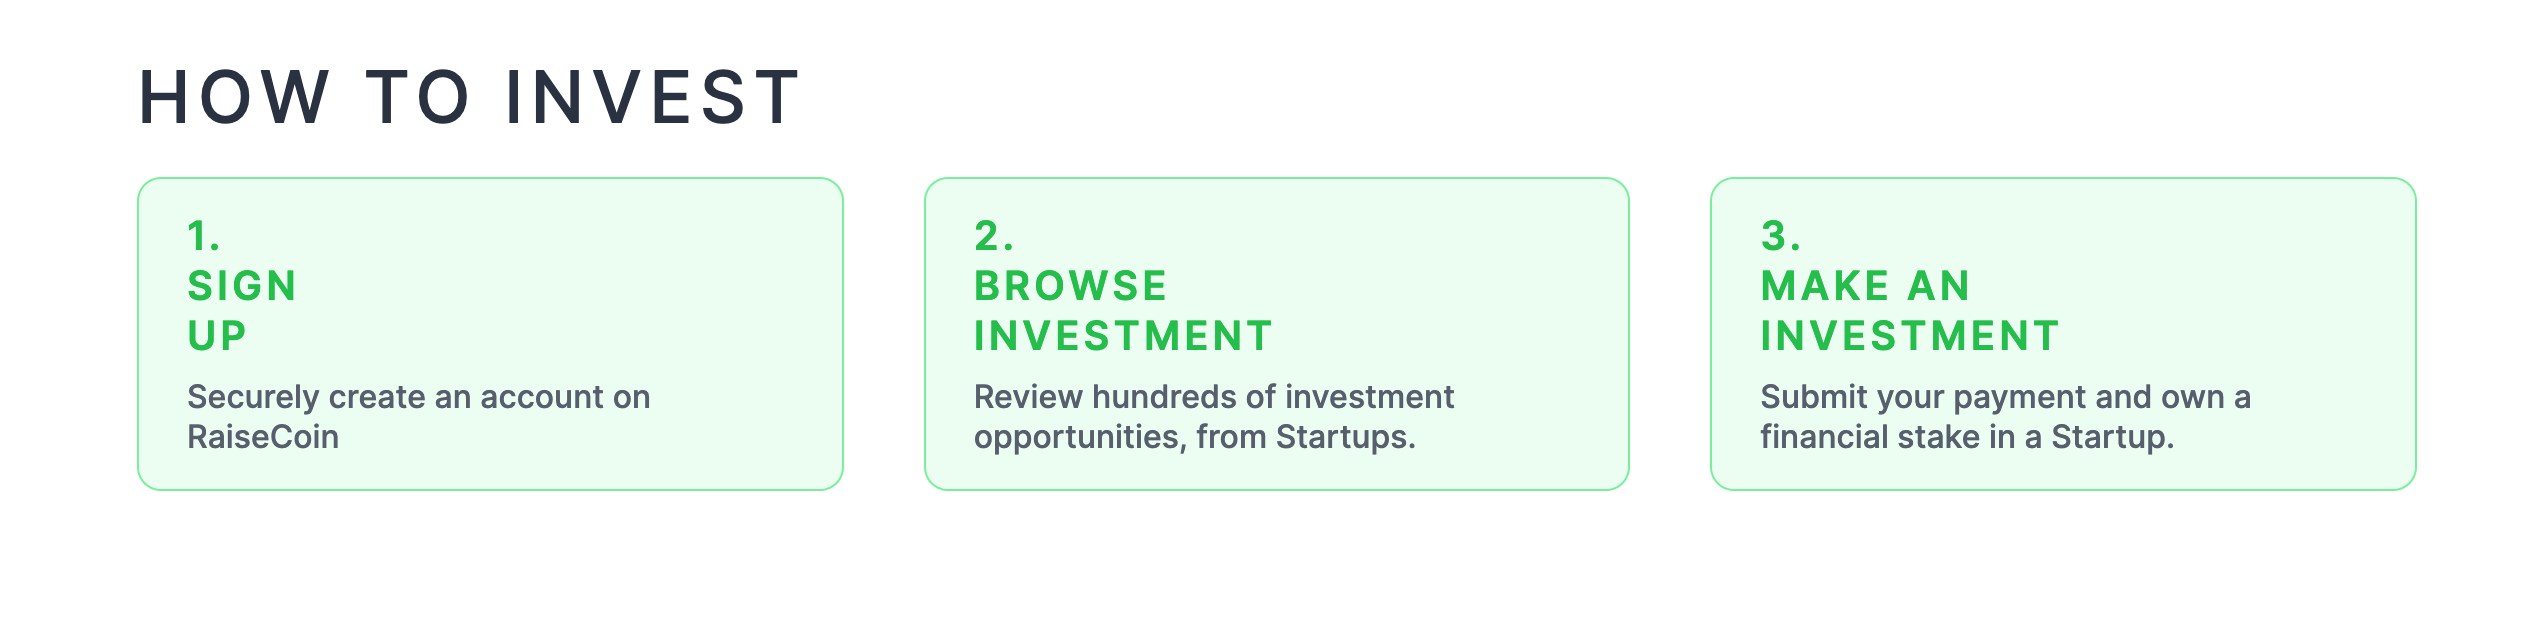 HOW TO INVEST
1.
SIGN
UP
Securely create an account on
RaiseCoin
2.
BROWSE
INVESTMENT
Review hundreds of investment
opportunities, from Startups.
3.
MAKE AN
INVESTMENT
Submit your payment and own a
financial stake in a Startup.